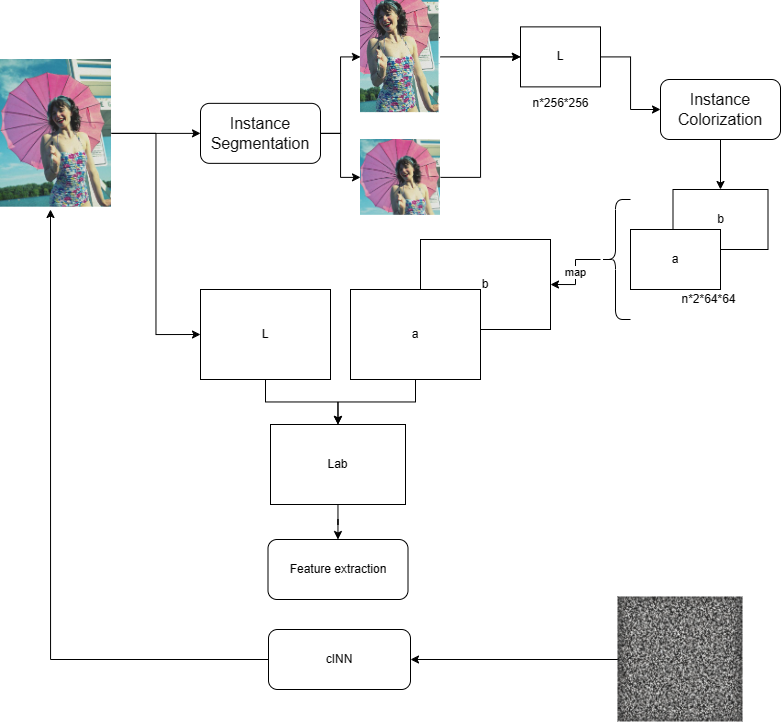 L
n*256*256
Instance
Segmentation
Instance
Colorization
b
a
n*2*64*64
map
b
L
a
Lab
Feature extraction
cINN